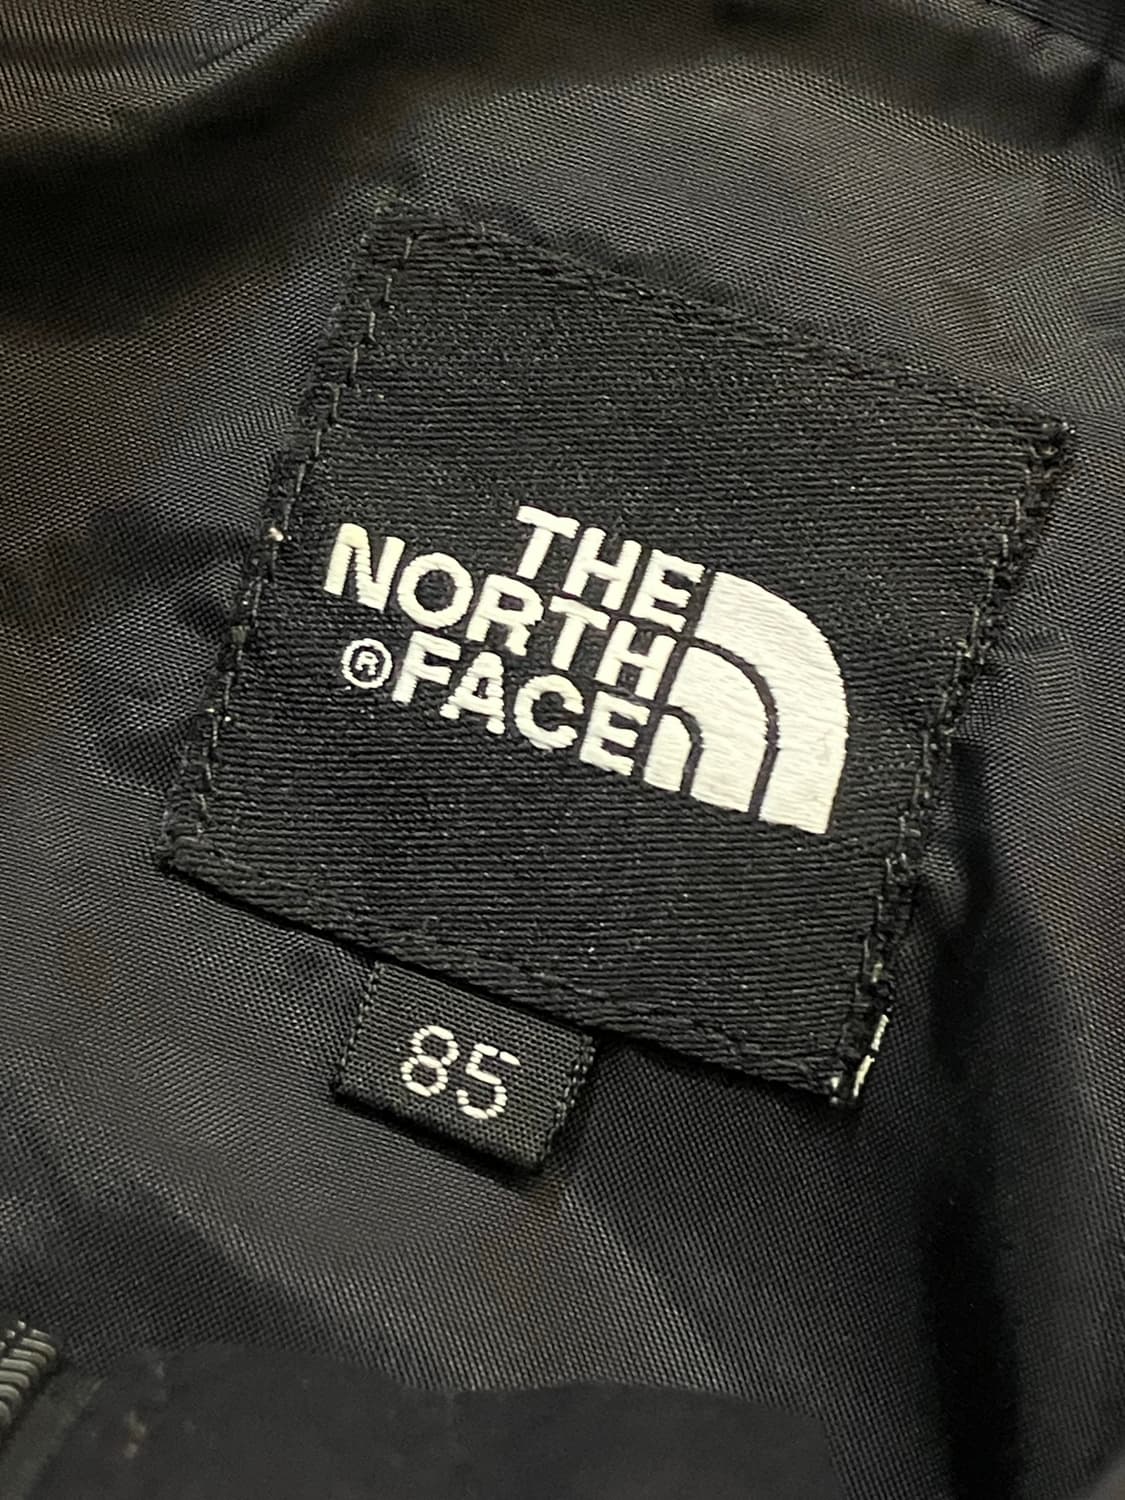 THE
NORTH
®FACE
85